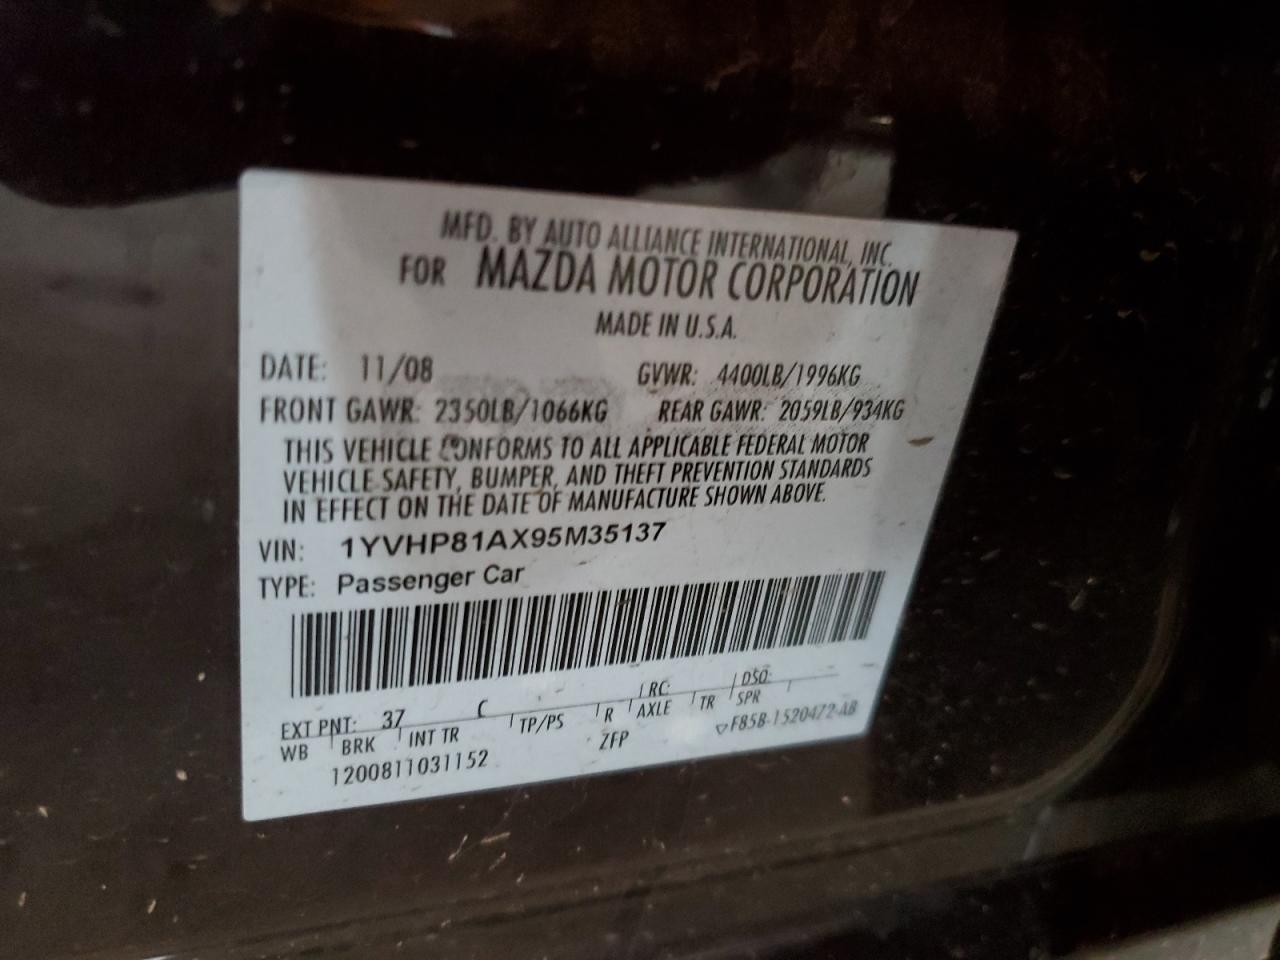 MFD. BY AUTO ALLIANCE INTERNATIONAL, INC.
FOR MAZDA MOTOR CORPORATION
MADE IN U.S.A.
DATE: 11/08 GVWR: 4400LB/1996KG
FRONT GAWR: 2350LB/1066KG REAR GAWR: 2059LB/934KG
THIS VEHICLE CONFORMS TO ALL APPLICABLE FEDERAL MOTOR
VEHICLE SAFETY, BUMPER, AND THEFT PREVENTION STANDARDS
IN EFFECT ON THE DATE OF MANUFACTURE SHOWN ABOVE.
VIN: 1YVHP81AX95M35137
TYPE: Passenger Car
EXT PNT: 37 C RC: DSO:
WB BRK INT TR TP/PS R AXLE TR SPR
ZFP ▽F85B-1520472-AB
1200811031152